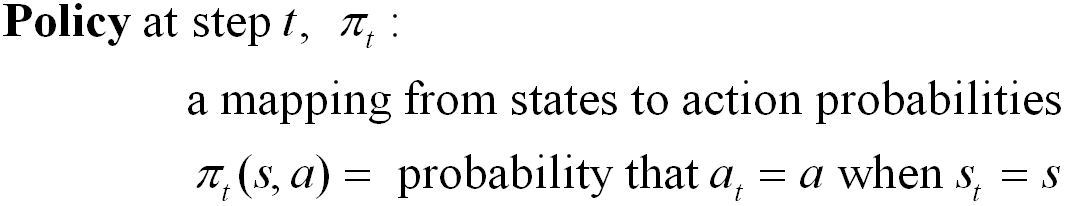 Policy at step t, π_t :
a mapping from states to action probabilities
π_t(s, a) = probability that a_t = a when s_t = s